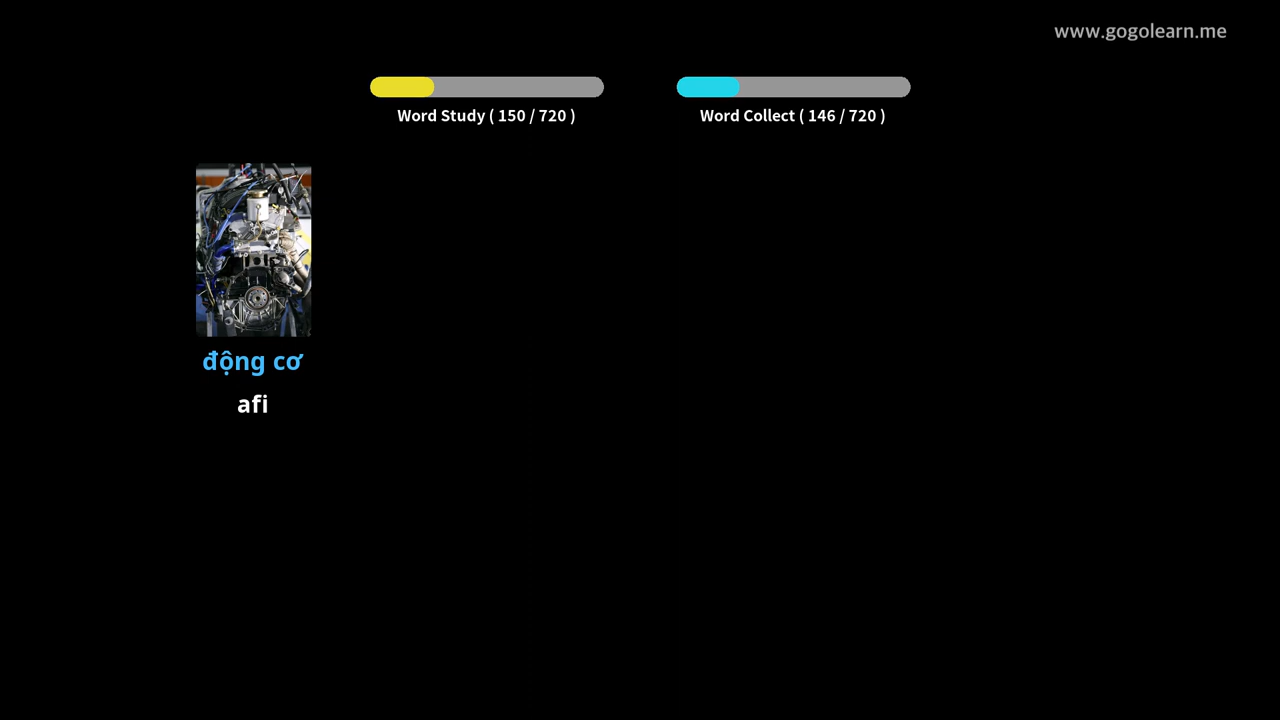 www.gogolearn.me
Word Study ( 150 / 720 )
Word Collect ( 146 / 720 )
động cơ
afi